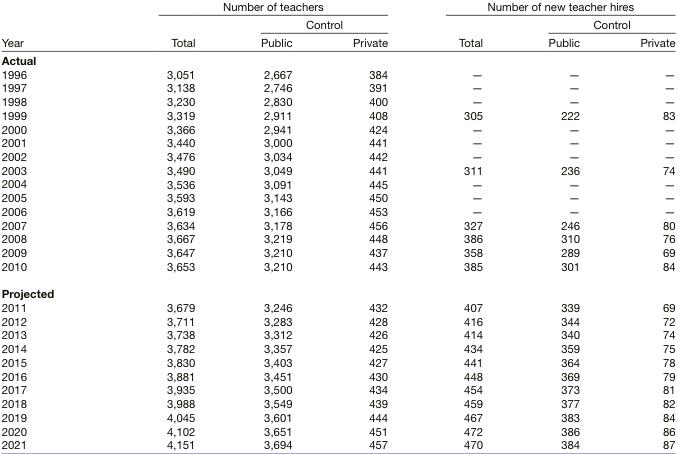 Number of teachers Number of new teacher hires
Control Control
Year Total Public Private Total Public Private
Actual
1996 3,051 2,667 384 — — —
1997 3,138 2,746 391 — — —
1998 3,230 2,830 400 — — —
1999 3,319 2,911 408 305 222 83
2000 3,366 2,941 424 — — —
2001 3,440 3,000 441 — — —
2002 3,476 3,034 442 — — —
2003 3,490 3,049 441 311 236 74
2004 3,536 3,091 445 — — —
2005 3,593 3,143 450 — — —
2006 3,619 3,166 453 — — —
2007 3,634 3,178 456 327 246 80
2008 3,667 3,219 448 386 310 76
2009 3,647 3,210 437 358 289 69
2010 3,653 3,210 443 385 301 84
Projected
2011 3,679 3,246 432 407 339 69
2012 3,711 3,283 428 416 344 72
2013 3,738 3,312 426 414 340 74
2014 3,782 3,357 425 434 359 75
2015 3,830 3,403 427 441 364 78
2016 3,881 3,451 430 448 369 79
2017 3,935 3,500 434 454 373 81
2018 3,988 3,549 439 459 377 82
2019 4,045 3,601 444 467 383 84
2020 4,102 3,651 451 472 386 86
2021 4,151 3,694 457 470 384 87